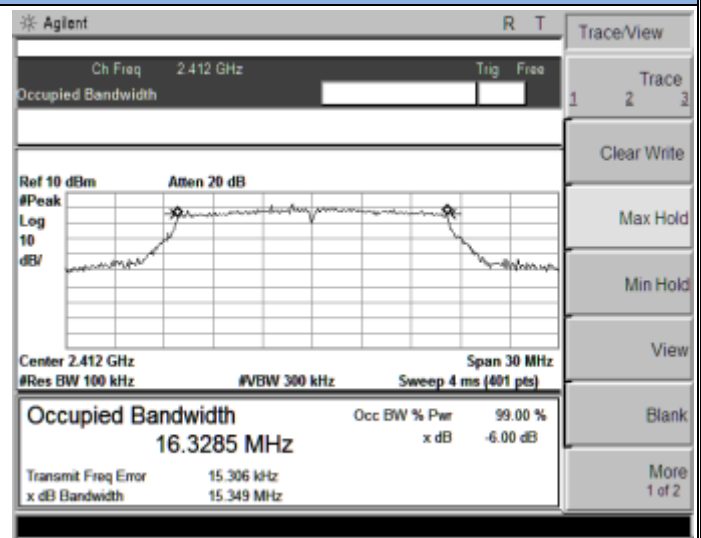 Agilent
R T
Trace/View
Ch Freq 2.412 GHz Trig Free
Occupied Bandwidth
Trace
1 2 3
Clear Write
Ref 10 dBm Atten 20 dB
#Peak
Log
10
dB/
Max Hold
Min Hold
View
Center 2.412 GHz Span 30 MHz
#Res BW 100 kHz #VBW 300 kHz Sweep 4 ms (401 pts)
Occupied Bandwidth
16.3285 MHz
Occ BW % Pwr 99.00 %
x dB -6.00 dB
Transmit Freq Error 15.306 kHz
x dB Bandwidth 15.349 MHz
Blank
More
1 of 2